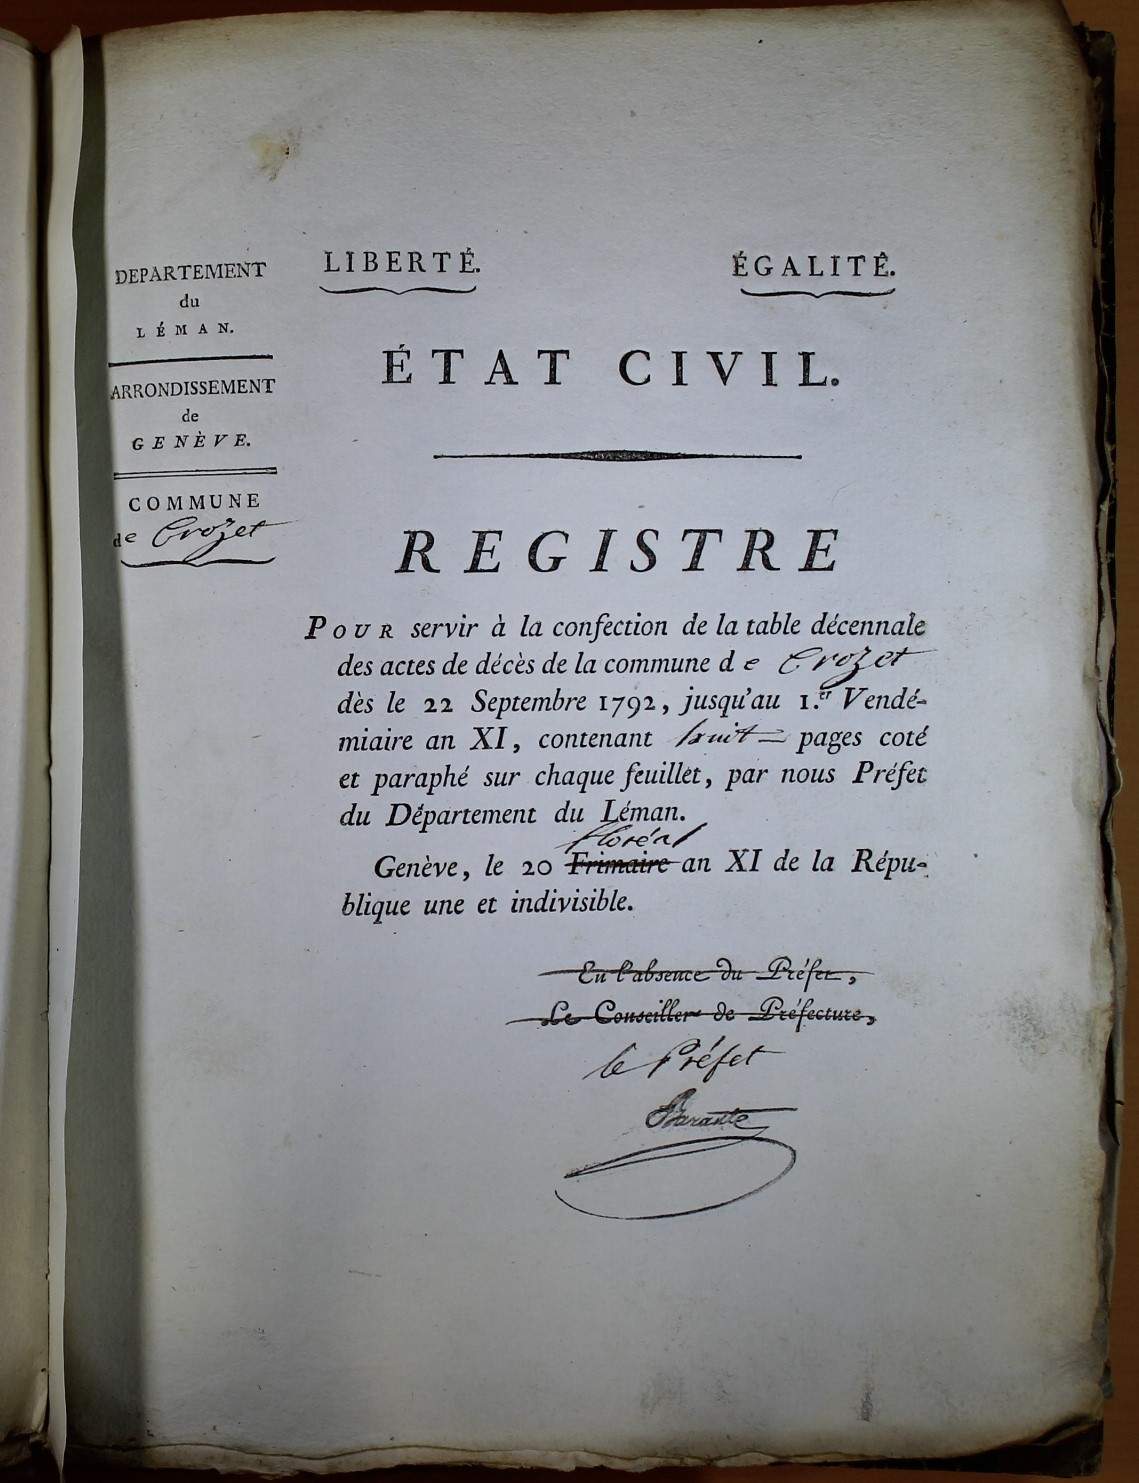 DEPARTEMENT
du
LÉMAN.
ARRONDISSEMENT
de
GENÈVE.
COMMUNE
de Crozet
LIBERTÉ.
ÉGALITÉ.
ÉTAT CIVIL.
REGISTRE
POUR servir à la confection de la table décennale
des actes de décès de la commune de Crozet
dès le 22 Septembre 1792, jusqu'au 1.er Vendé-
miaire an XI, contenant huit pages coté
et paraphé sur chaque feuillet, par nous Préfet
du Département du Léman.
floréal
Genève, le 20 Frimaire an XI de la Répu-
blique une et indivisible.
En l'absence du Préfet,
Le Conseiller de Préfecture,
le Préfet
Barante